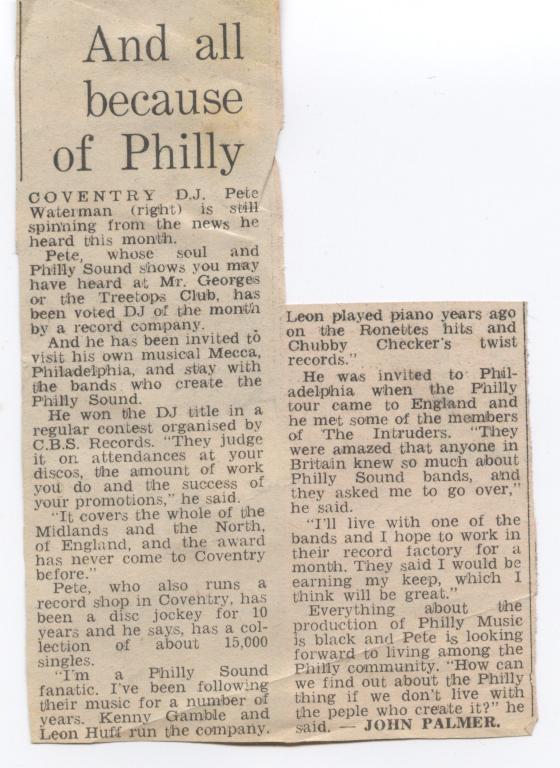 And all
because
of Philly
COVENTRY D.J. Pete
Waterman (right) is still
spinning from the news he
heard this month.
Pete, whose soul and
Philly Sound shows you may
have heard at Mr. Georges
or the Treetops Club, has
been voted DJ of the month
by a record company.
And he has been invited to
visit his own musical Mecca,
Philadelphia, and stay with
the bands who create the
Philly Sound.
He won the DJ title in a
regular contest organised by
C.B.S. Records. "They judge
it on attendances at your
discos, the amount of work
you do and the success of
your promotions," he said.
"It covers the whole of the
Midlands and the North,
of England, and the award
has never come to Coventry
before."
Pete, who also runs a
record shop in Coventry, has
been a disc jockey for 10
years and he says, has a col-
lection of about 15,000
singles.
"I'm a Philly Sound
fanatic. I've been following
their music for a number of
years. Kenny Gamble and
Leon Huff run the company.
Leon played piano years ago
on the Ronettes hits and
Chubby Checker's twist
records."
He was invited to Phil-
adelphia when the Philly
tour came to England and
he met some of the members
of The Intruders. "They
were amazed that anyone in
Britain knew so much about
Philly Sound bands, and
they asked me to go over,"
he said.
"I'll live with one of the
bands and I hope to work in
their record factory for a
month. They said I would be
earning my keep, which I
think will be great."
Everything about the
production of Philly Music
is black and Pete is looking
forward to living among the
Philly community. "How can
we find out about the Philly
thing if we don't live with
the peple who create it?" he
said. — JOHN PALMER.